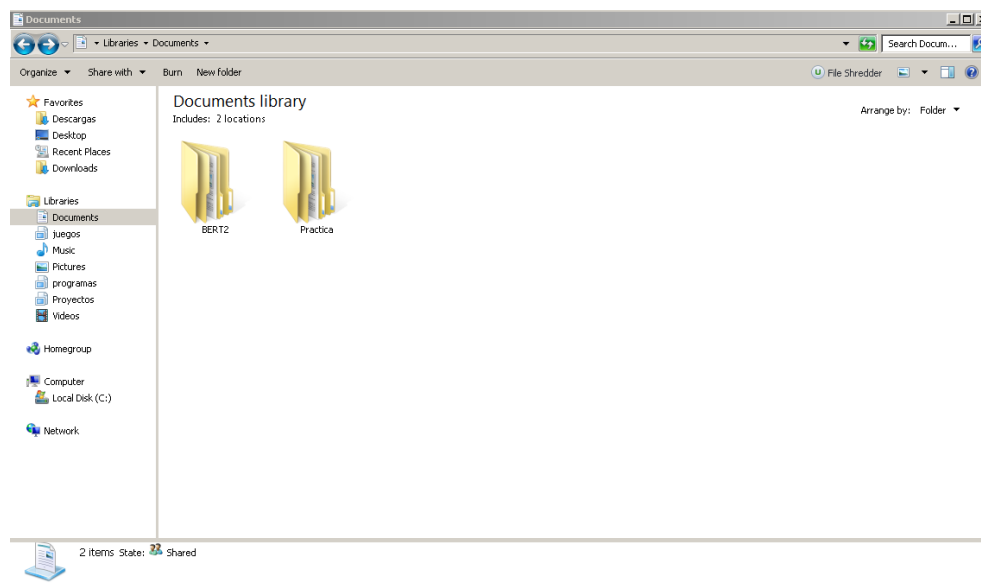 Documents
Libraries Documents
Search Docum...
Organize Share with Burn New folder
File Shredder
Favorites
Descargas
Desktop
Recent Places
Downloads
Libraries
Documents
juegos
Music
Pictures
programas
Proyectos
Videos
Homegroup
Computer
Local Disk (C:)
Network
Documents library
Includes: 2 locations
Arrange by: Folder
BERT2
Practica
2 items State: Shared